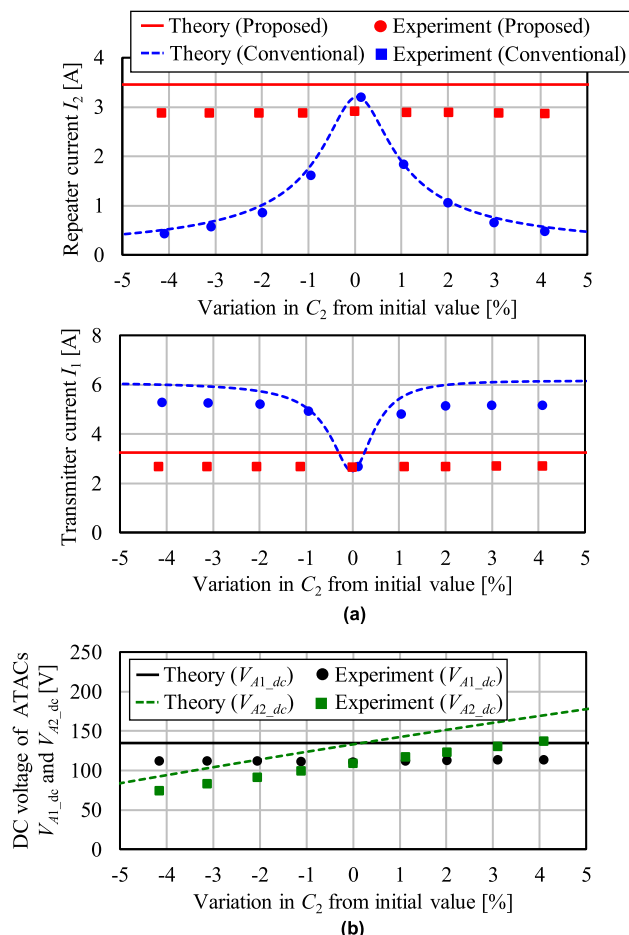 Theory (Proposed) Experiment (Proposed)
Theory (Conventional) Experiment (Conventional)
Repeater current I2 [A]
4
3
2
1
0
-5 -4 -3 -2 -1 0 1 2 3 4 5
Variation in C2 from initial value [%]
Transmitter current I1 [A]
8
6
4
2
0
-5 -4 -3 -2 -1 0 1 2 3 4 5
Variation in C2 from initial value [%]
(a)
DC voltage of ATACs
VA1_dc and VA2_dc [V]
250
200
150
100
50
0
Theory (VA1_dc) Experiment (VA1_dc)
Theory (VA2_dc) Experiment (VA2_dc)
-5 -4 -3 -2 -1 0 1 2 3 4 5
Variation in C2 from initial value [%]
(b)